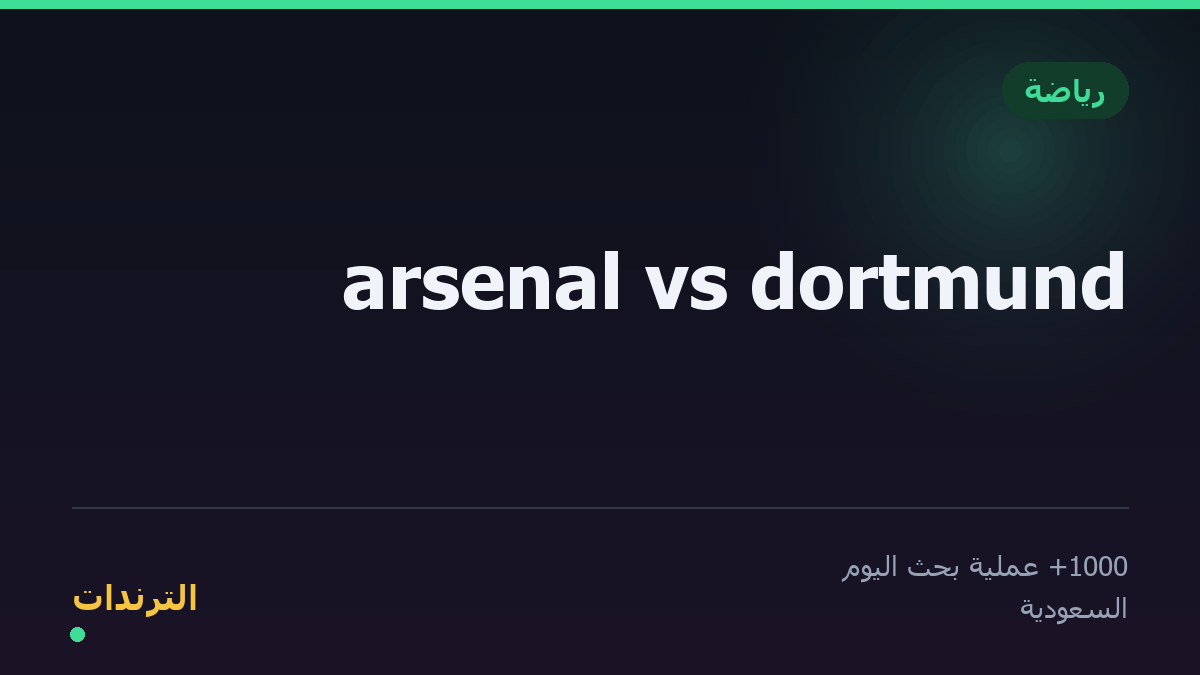 رياضة
arsenal vs dortmund
+1000 عملية بحث اليوم
السعودية
الترندات